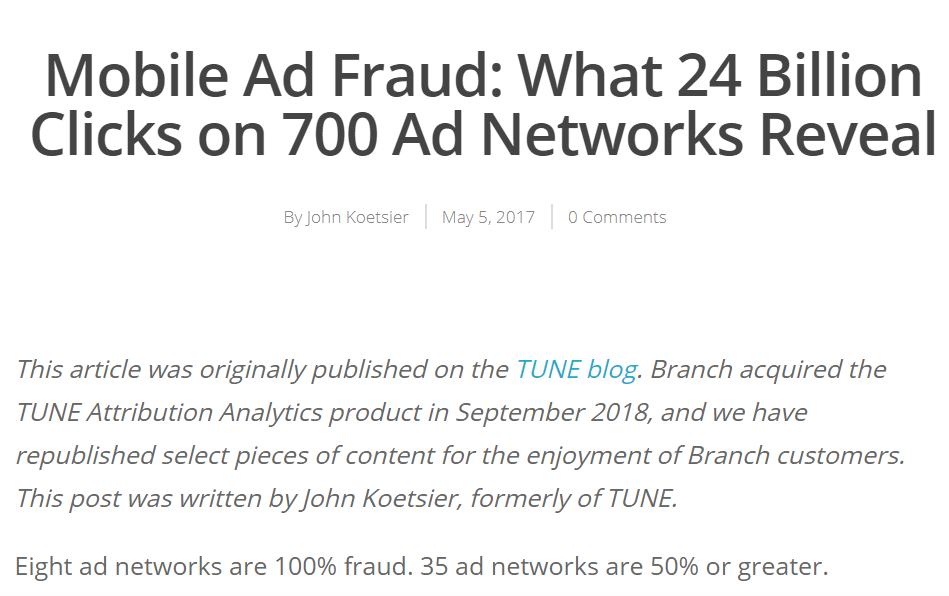 Mobile Ad Fraud: What 24 Billion
Clicks on 700 Ad Networks Reveal
By John Koetsier | May 5, 2017 | 0 Comments
This article was originally published on the TUNE blog. Branch acquired the
TUNE Attribution Analytics product in September 2018, and we have
republished select pieces of content for the enjoyment of Branch customers.
This post was written by John Koetsier, formerly of TUNE.
Eight ad networks are 100% fraud. 35 ad networks are 50% or greater.